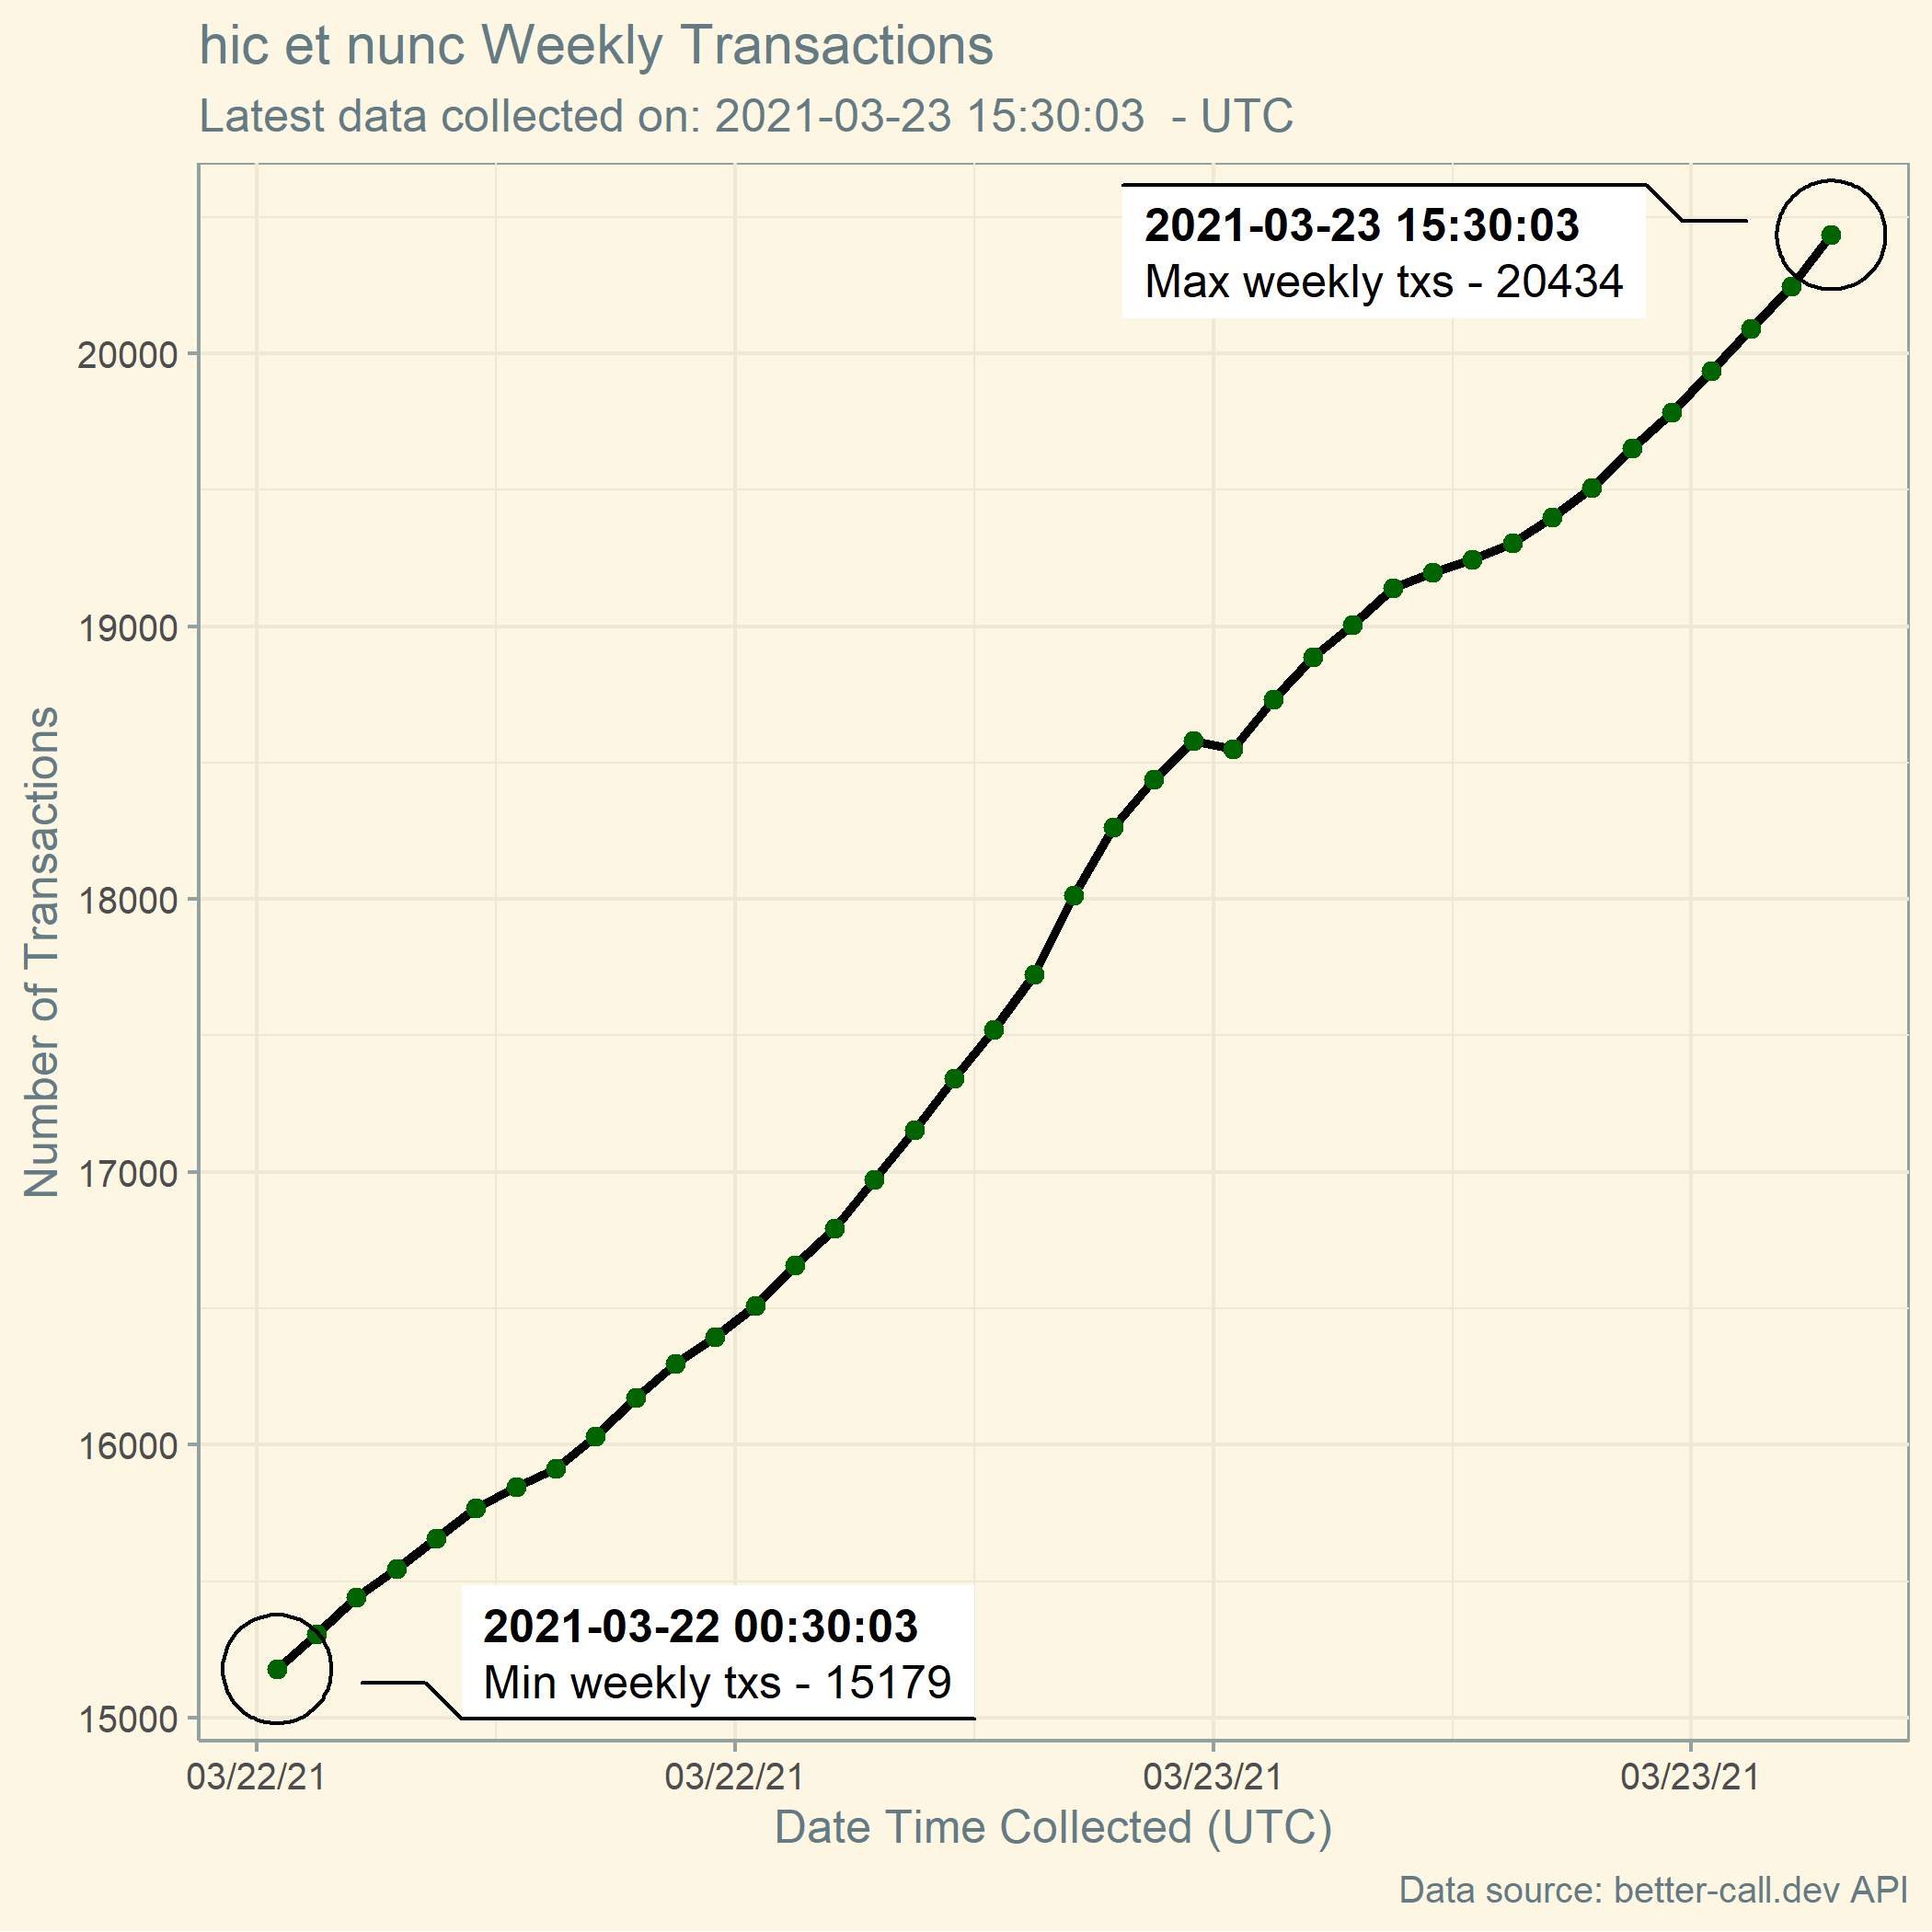 hic et nunc Weekly Transactions
Latest data collected on: 2021-03-23 15:30:03  - UTC
2021-03-23 15:30:03
Max weekly txs - 20434
20000
19000
18000
17000
16000
15000
Number of Transactions
2021-03-22 00:30:03
Min weekly txs - 15179
03/22/21 03/22/21 03/23/21 03/23/21
Date Time Collected (UTC)
Data source: better-call.dev API